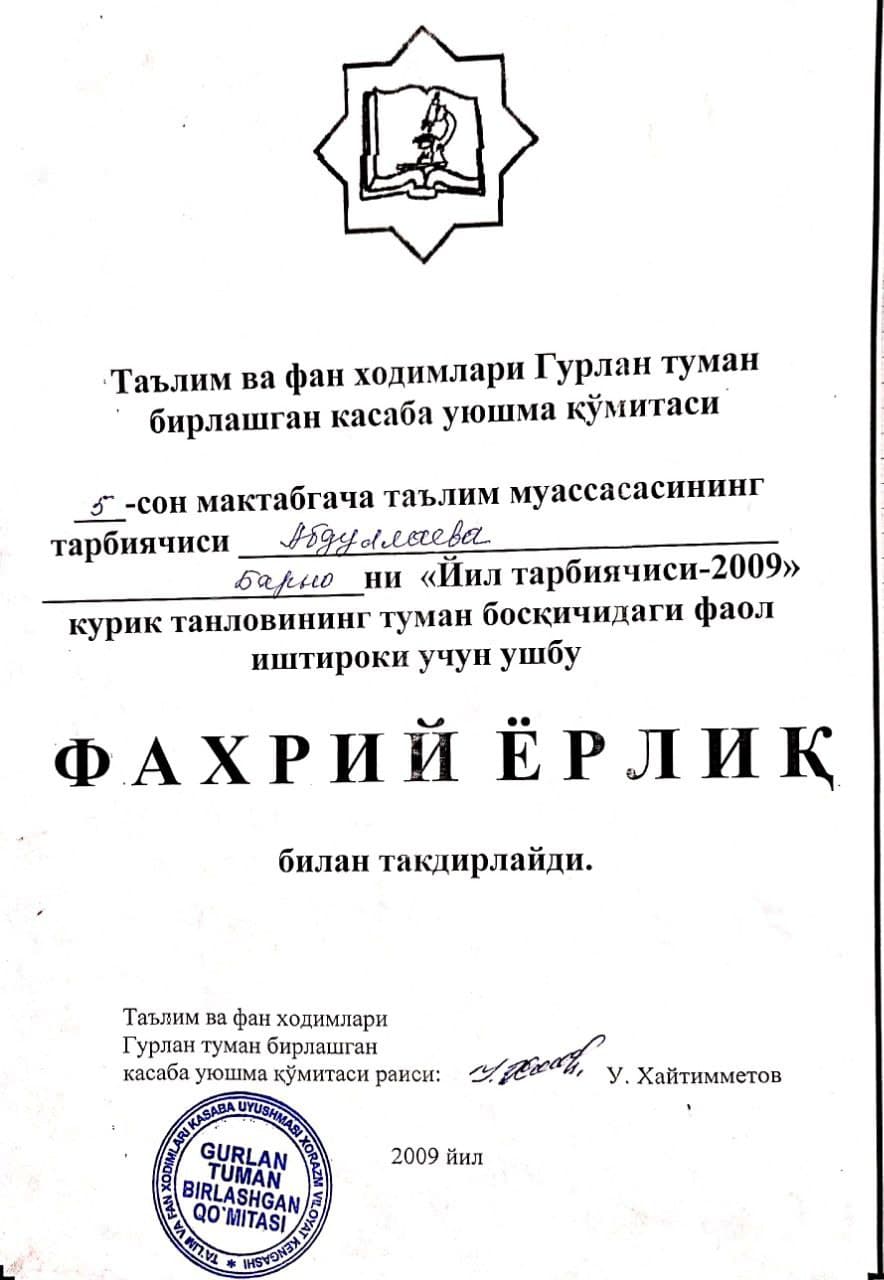 Таълим ва фан ходимлари Гурлан туман
бирлашган касаба уюшма қўмитаси
5-сон мактабгача таълим муассасасининг
тарбиячиси Абдуллаева
Барно ни «Йил тарбиячиси-2009»
курик танловининг туман босқичидаги фаол
иштироки учун ушбу
ФАХРИЙ ЁРЛИҚ
билан такдирлайди.
Таълим ва фан ходимлари
Гурлан туман бирлашган
касаба уюшма қўмитаси раиси: У. Хайтимметов
2009 йил
TA'LIM VA FAN XODIMLARI KASABA UYUSHMASI XORAZM VILOYAT KENGASHI *
GURLAN
TUMAN
BIRLASHGAN
QO'MITASI